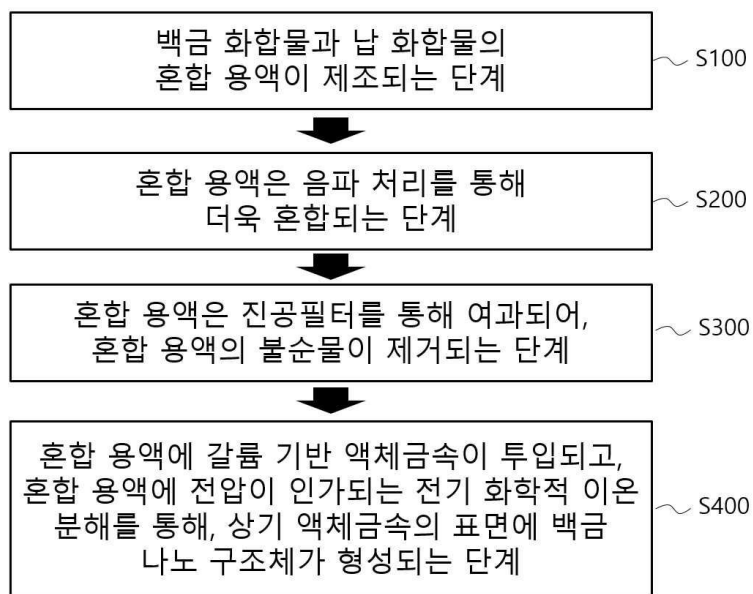 백금 화합물과 납 화합물의
혼합 용액이 제조되는 단계
S100
혼합 용액은 음파 처리를 통해
더욱 혼합되는 단계
S200
혼합 용액은 진공필터를 통해 여과되어,
혼합 용액의 불순물이 제거되는 단계
S300
혼합 용액에 갈륨 기반 액체금속이 투입되고,
혼합 용액에 전압이 인가되는 전기 화학적 이온
분해를 통해, 상기 액체금속의 표면에 백금
나노 구조체가 형성되는 단계
S400